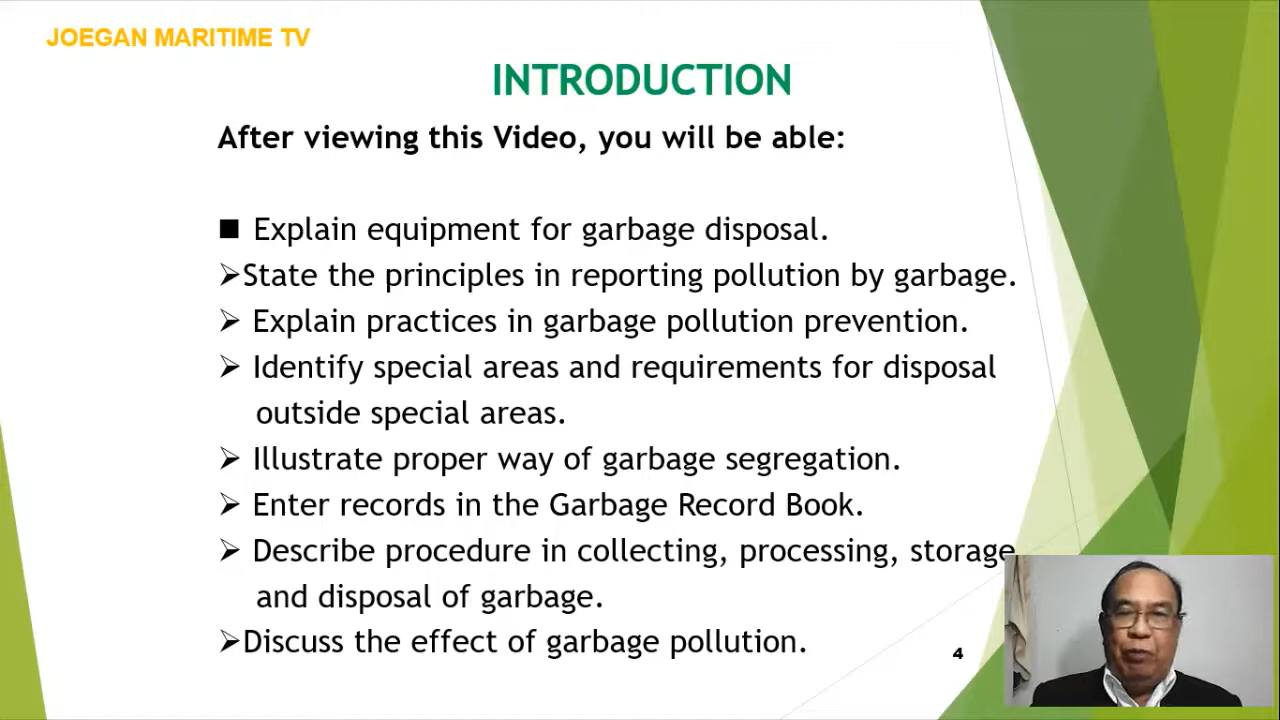 JOEGAN MARITIME TV
INTRODUCTION
After viewing this Video, you will be able:
■ Explain equipment for garbage disposal.
➢State the principles in reporting pollution by garbage.
➢ Explain practices in garbage pollution prevention.
➢ Identify special areas and requirements for disposal
outside special areas.
➢ Illustrate proper way of garbage segregation.
➢ Enter records in the Garbage Record Book.
➢ Describe procedure in collecting, processing, storage
and disposal of garbage.
➢Discuss the effect of garbage pollution.
4